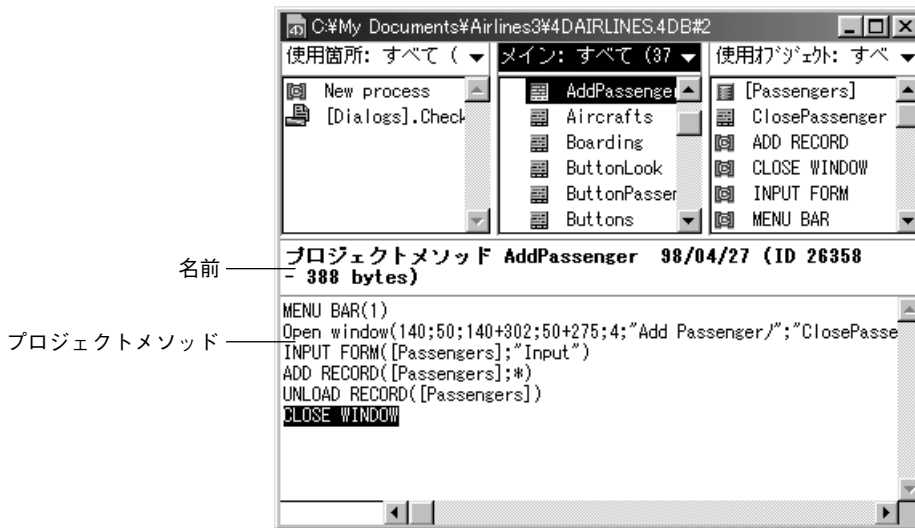 C:¥My Documents¥Airlines3¥4DAIRLINES.4DB#2
使用箇所: すべて (
メイン: すべて (37
使用ｵﾌﾞｼﾞｪｸﾄ: すべ
New process
[Dialogs].Check
AddPassenger
Aircrafts
Boarding
ButtonLook
ButtonPasser
Buttons
[Passengers]
ClosePassenger
ADD RECORD
CLOSE WINDOW
INPUT FORM
MENU BAR
名前
プロジェクトメソッド AddPassenger 98/04/27 (ID 26358
- 388 bytes)
プロジェクトメソッド
MENU BAR(1)
Open window(140;50;140+302;50+275;4;"Add Passenger/";"ClosePasse
INPUT FORM([Passengers];"Input")
ADD RECORD([Passengers];*)
UNLOAD RECORD([Passengers])
CLOSE WINDOW